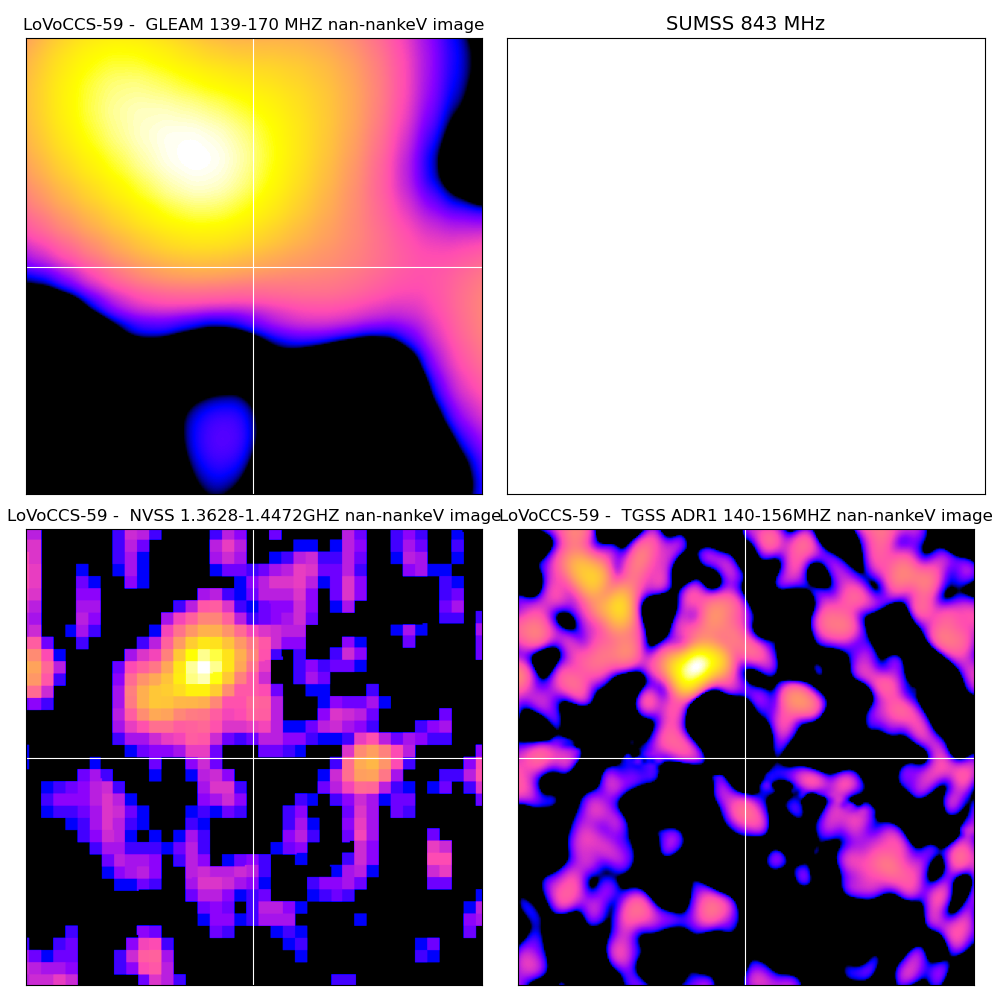 LoVoCCS-59 -  GLEAM 139-170 MHZ nan-nankeV image
SUMSS 843 MHz
LoVoCCS-59 -  NVSS 1.3628-1.4472GHZ nan-nankeV image
LoVoCCS-59 -  TGSS ADR1 140-156MHZ nan-nankeV image